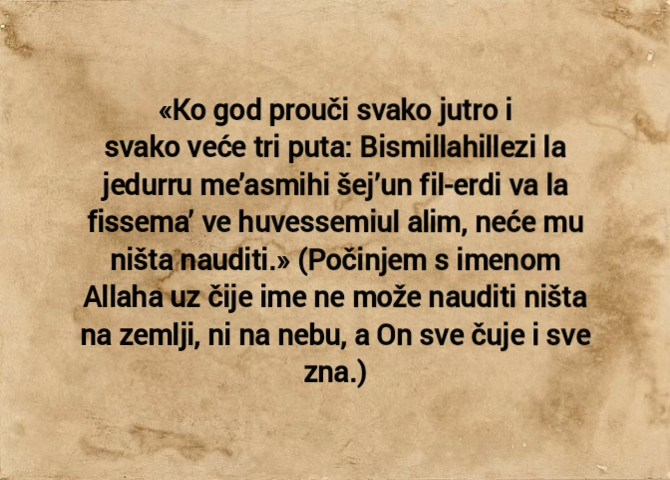 «Ko god prouči svako jutro i
svako veće tri puta: Bismillahillezi la
jedurru me’asmihi šej’un fil-erdi va la
fissema’ ve huvessemiul alim, neće mu
ništa nauditi.» (Počinjem s imenom
Allaha uz čije ime ne može nauditi ništa
na zemlji, ni na nebu, a On sve čuje i sve
zna.)